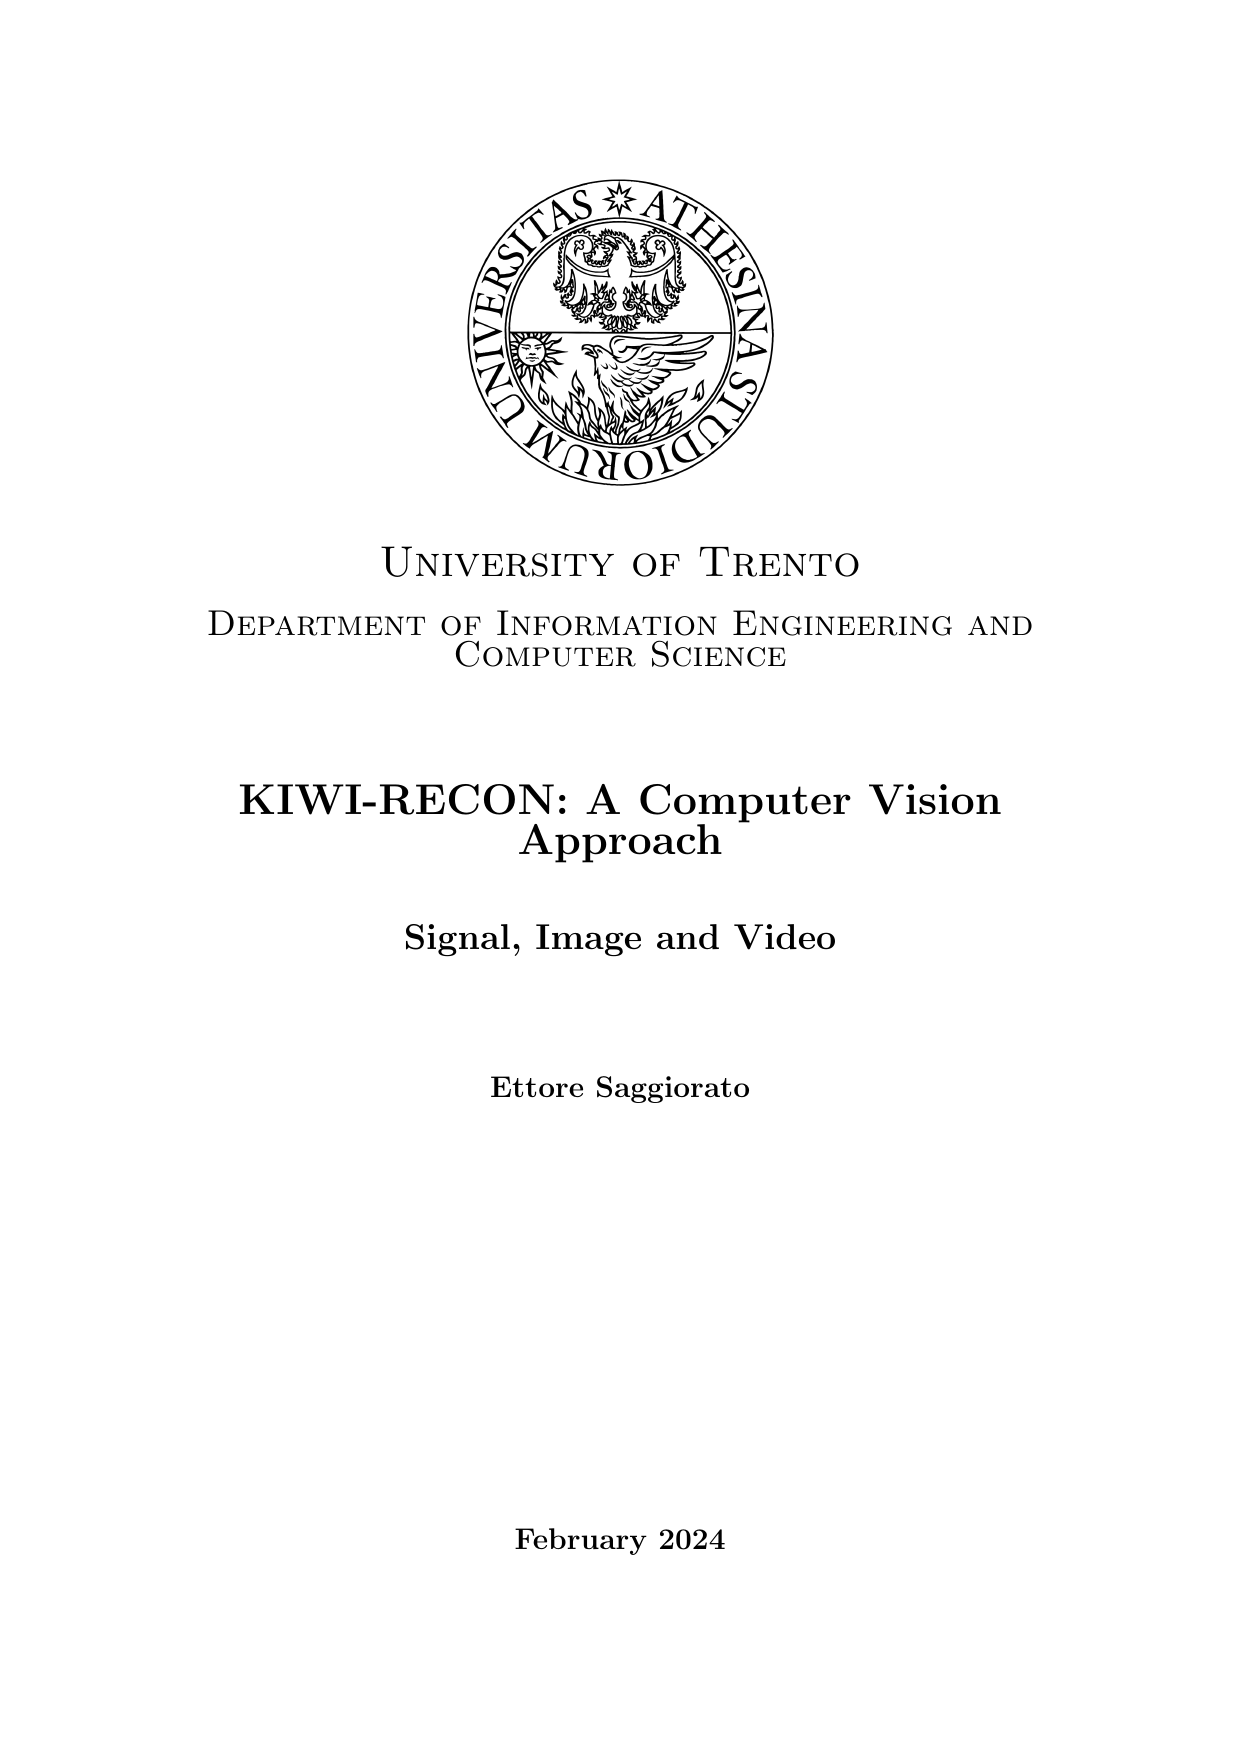 ATHESINA STUDIORUM UNIVERSITAS
University of Trento
Department of Information Engineering and
Computer Science
KIWI-RECON: A Computer Vision
Approach
Signal, Image and Video
Ettore Saggiorato
February 2024